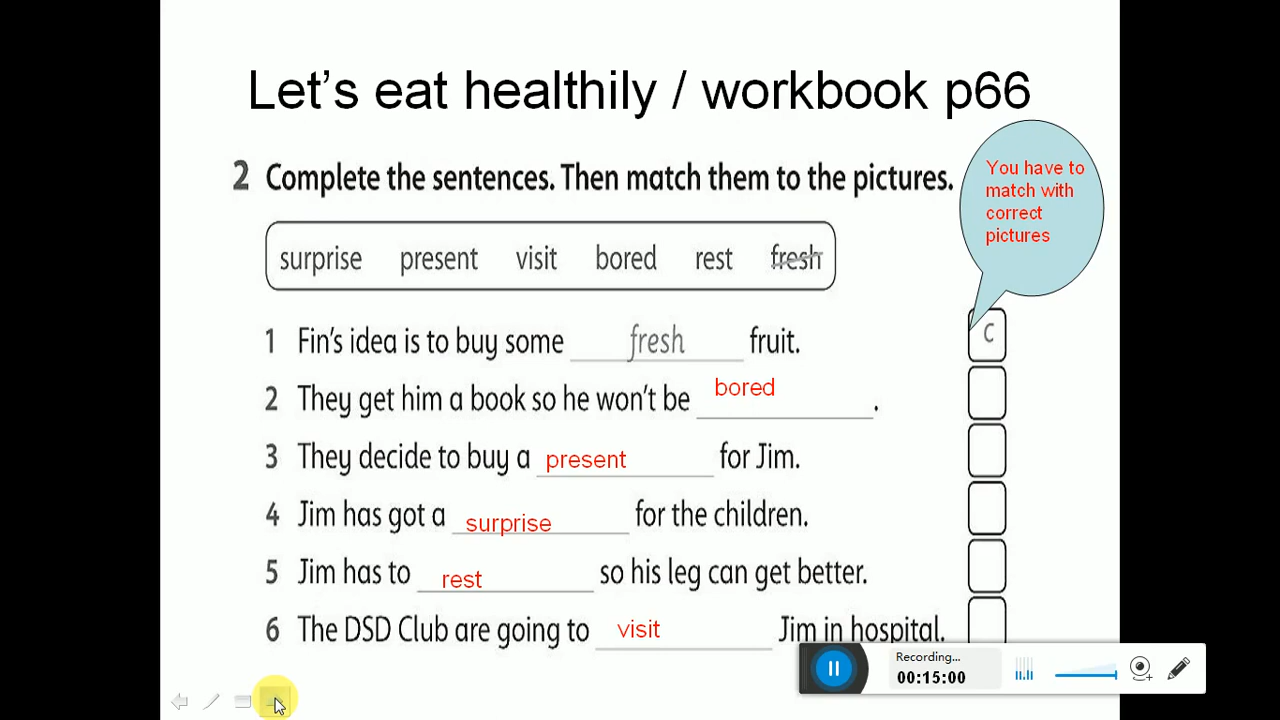 Let's eat healthily / workbook p66
2 Complete the sentences. Then match them to the pictures.
You have to
match with
correct
pictures
surprise present visit bored rest fresh
1 Fin's idea is to buy some fresh fruit. C
2 They get him a book so he won't be bored .
3 They decide to buy a present for Jim.
4 Jim has got a surprise for the children.
5 Jim has to rest so his leg can get better.
6 The DSD Club are going to visit Jim in hospital.
Recording...
00:15:00